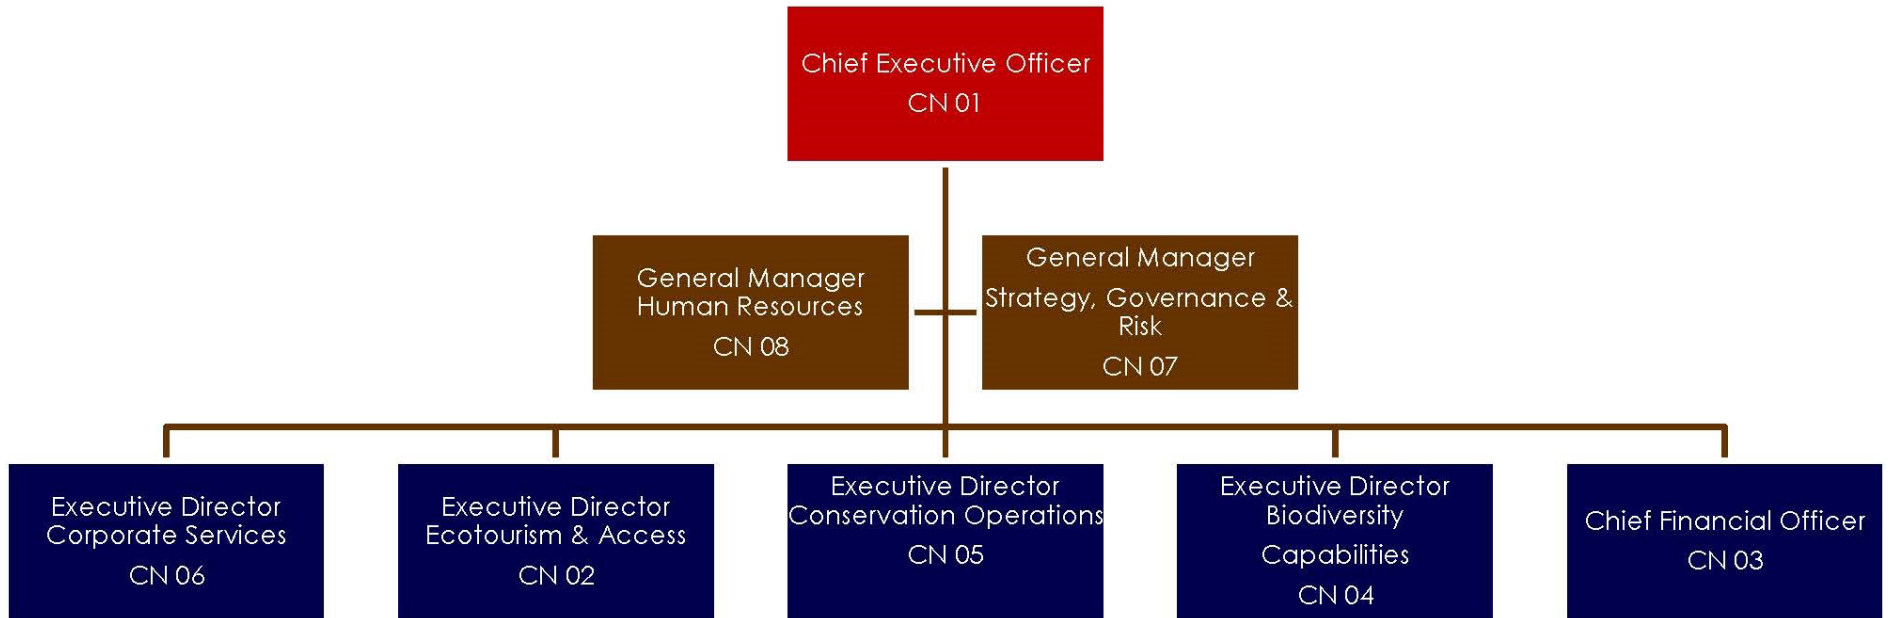 Chief Executive Officer
CN 01
General Manager
Human Resources
CN 08
General Manager
Strategy, Governance &
Risk
CN 07
Executive Director
Corporate Services
CN 06
Executive Director
Ecotourism & Access
CN 02
Executive Director
Conservation Operations
CN 05
Executive Director
Biodiversity
Capabilities
CN 04
Chief Financial Officer
CN 03